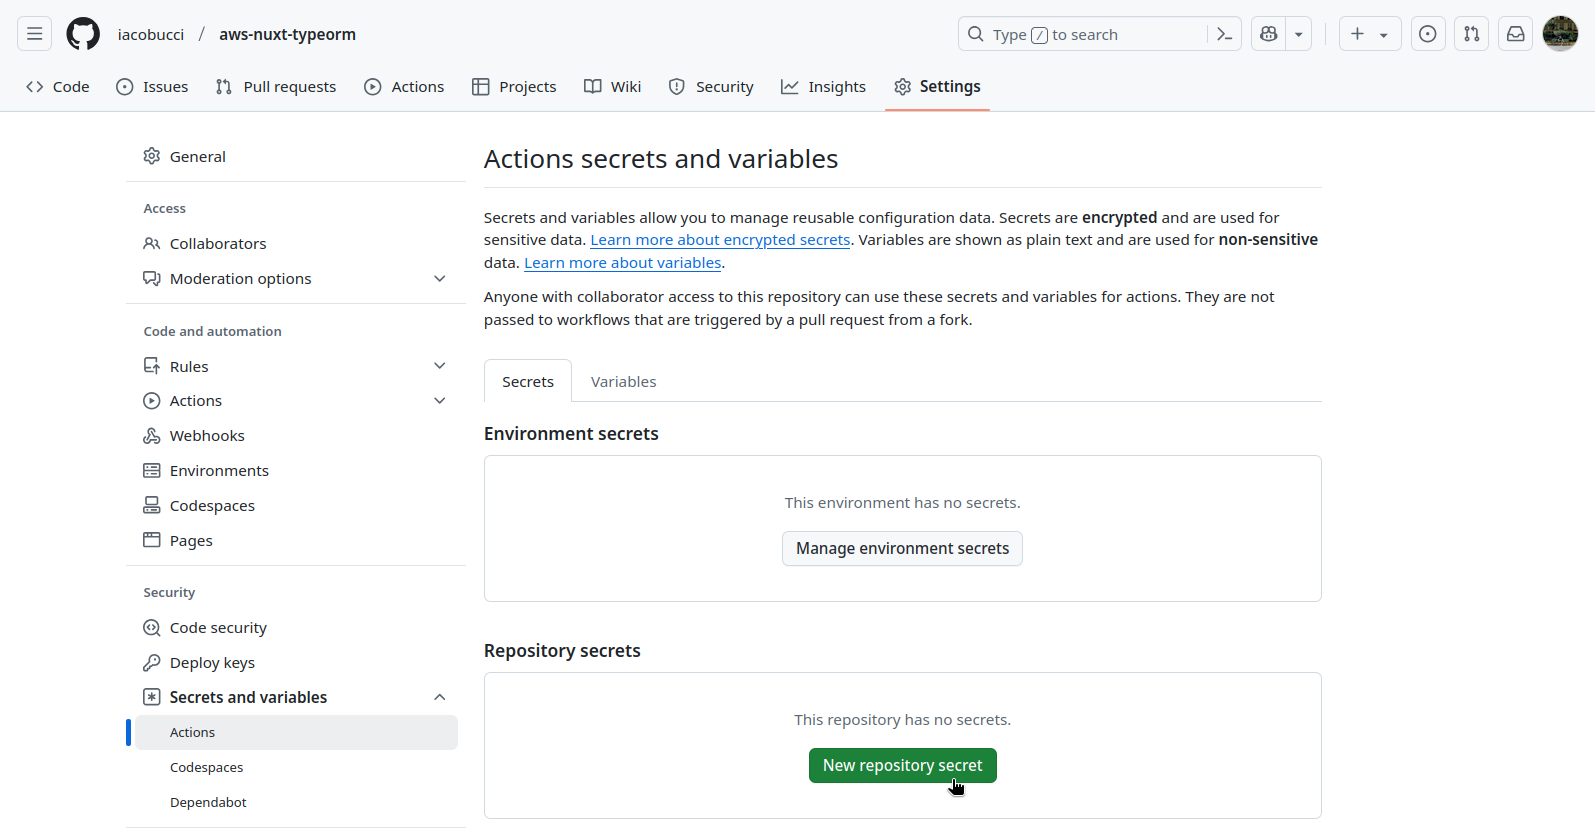 iacobucci / aws-nuxt-typeorm
Type / to search
Code
Issues
Pull requests
Actions
Projects
Wiki
Security
Insights
Settings
General
Access
Collaborators
Moderation options
Code and automation
Rules
Actions
Webhooks
Environments
Codespaces
Pages
Security
Code security
Deploy keys
Secrets and variables
Actions
Codespaces
Dependabot
Actions secrets and variables
Secrets and variables allow you to manage reusable configuration data. Secrets are encrypted and are used for
sensitive data. Learn more about encrypted secrets. Variables are shown as plain text and are used for non-sensitive
data. Learn more about variables.
Anyone with collaborator access to this repository can use these secrets and variables for actions. They are not
passed to workflows that are triggered by a pull request from a fork.
Secrets
Variables
Environment secrets
This environment has no secrets.
Manage environment secrets
Repository secrets
This repository has no secrets.
New repository secret